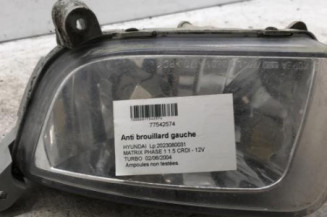 77542574
Anti brouillard gauche
HYUNDAI Lp.2023080031
MATRIX PHASE 1 1.5 CRDI - 12V
TURBO 02/06/2004
Ampoules non testées